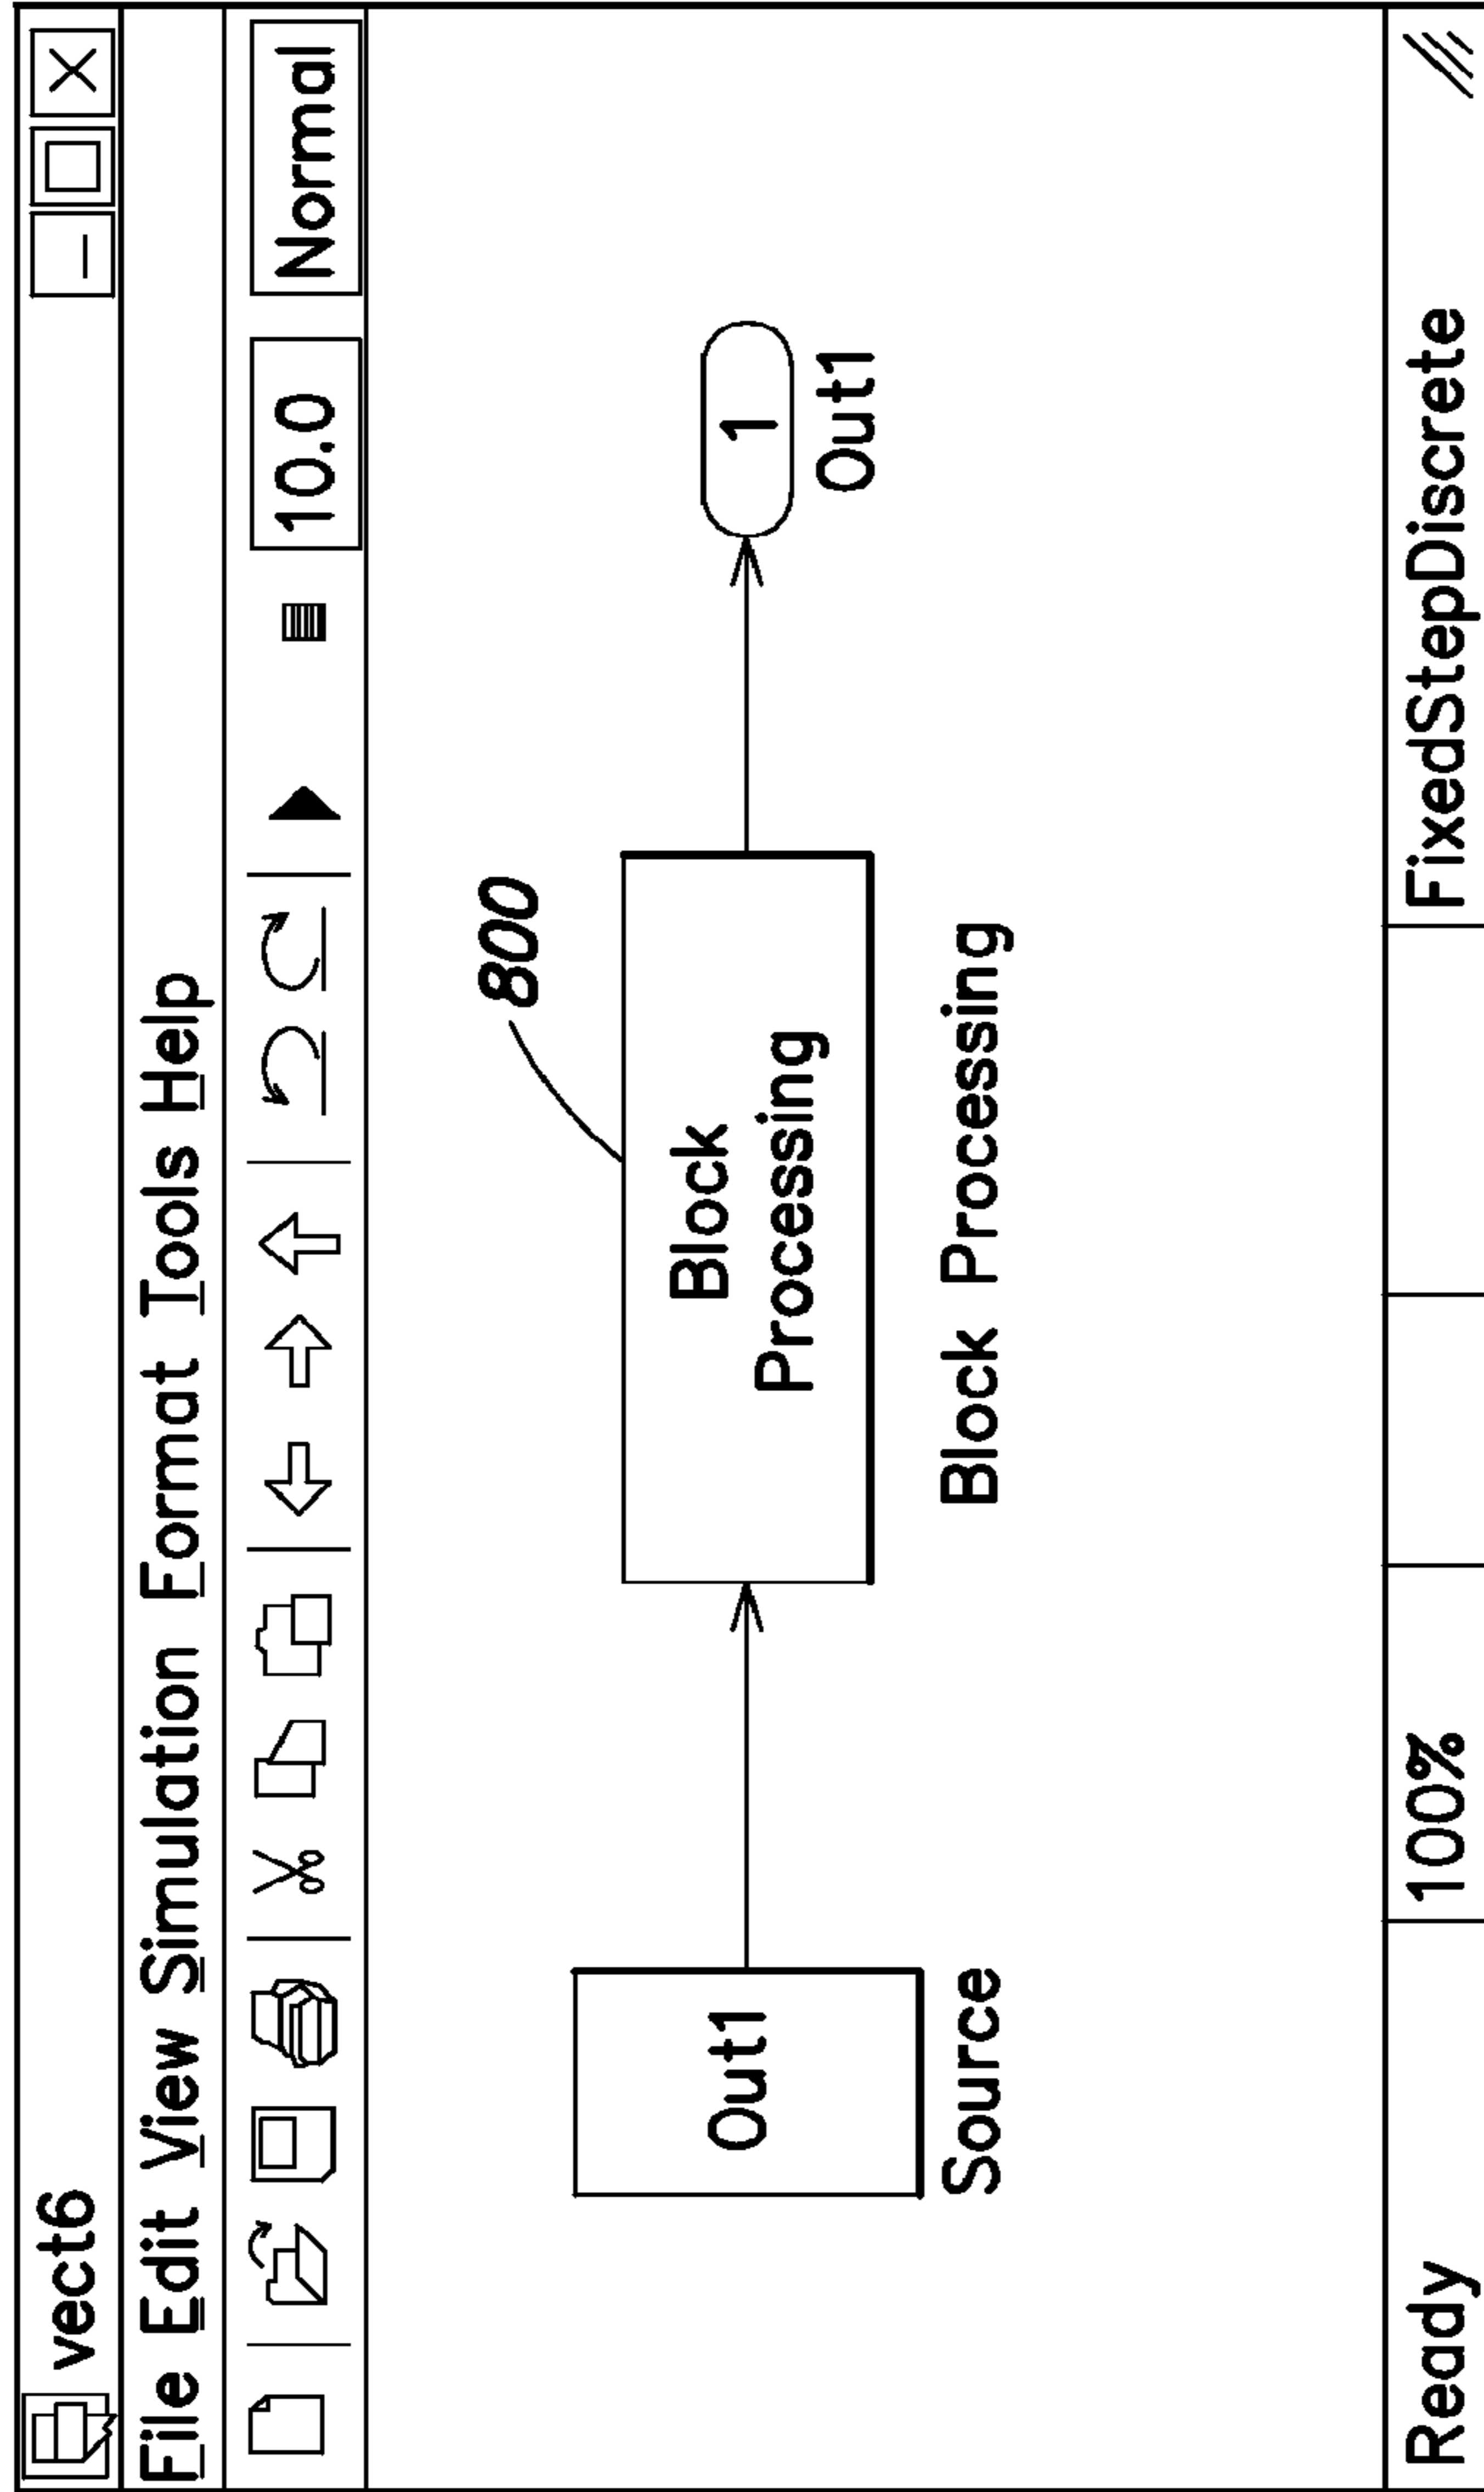 vect6
File Edit View Simulation Format Tools Help
10.0 Normal
800
Out1
Block
Processing
1
Source
Block Processing
Out1
Ready 100% FixedStepDiscrete